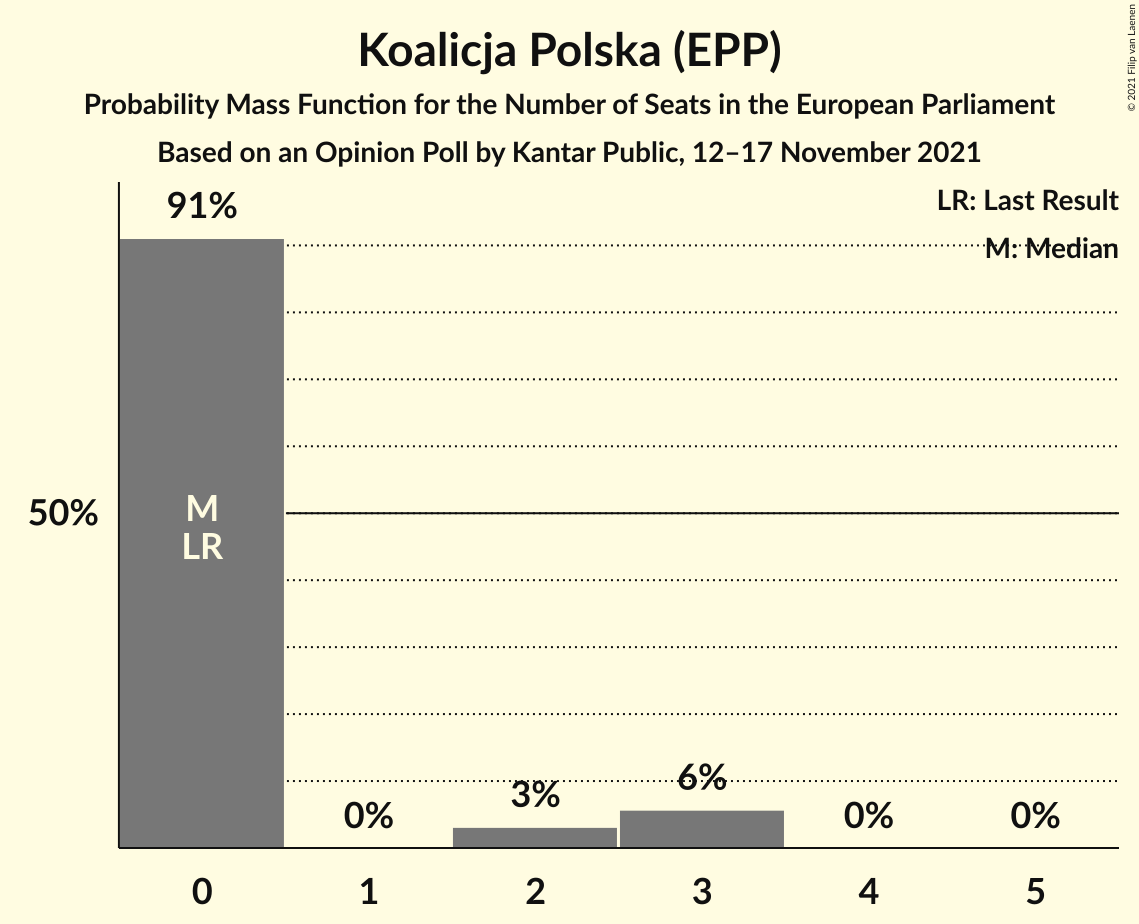 Koalicja Polska (EPP)
Probability Mass Function for the Number of Seats in the European Parliament
Based on an Opinion Poll by Kantar Public, 12–17 November 2021
© 2021 Filip van Laenen
LR: Last Result
M: Median
91%
50%
M
LR
0%
3%
6%
0%
0%
0
1
2
3
4
5